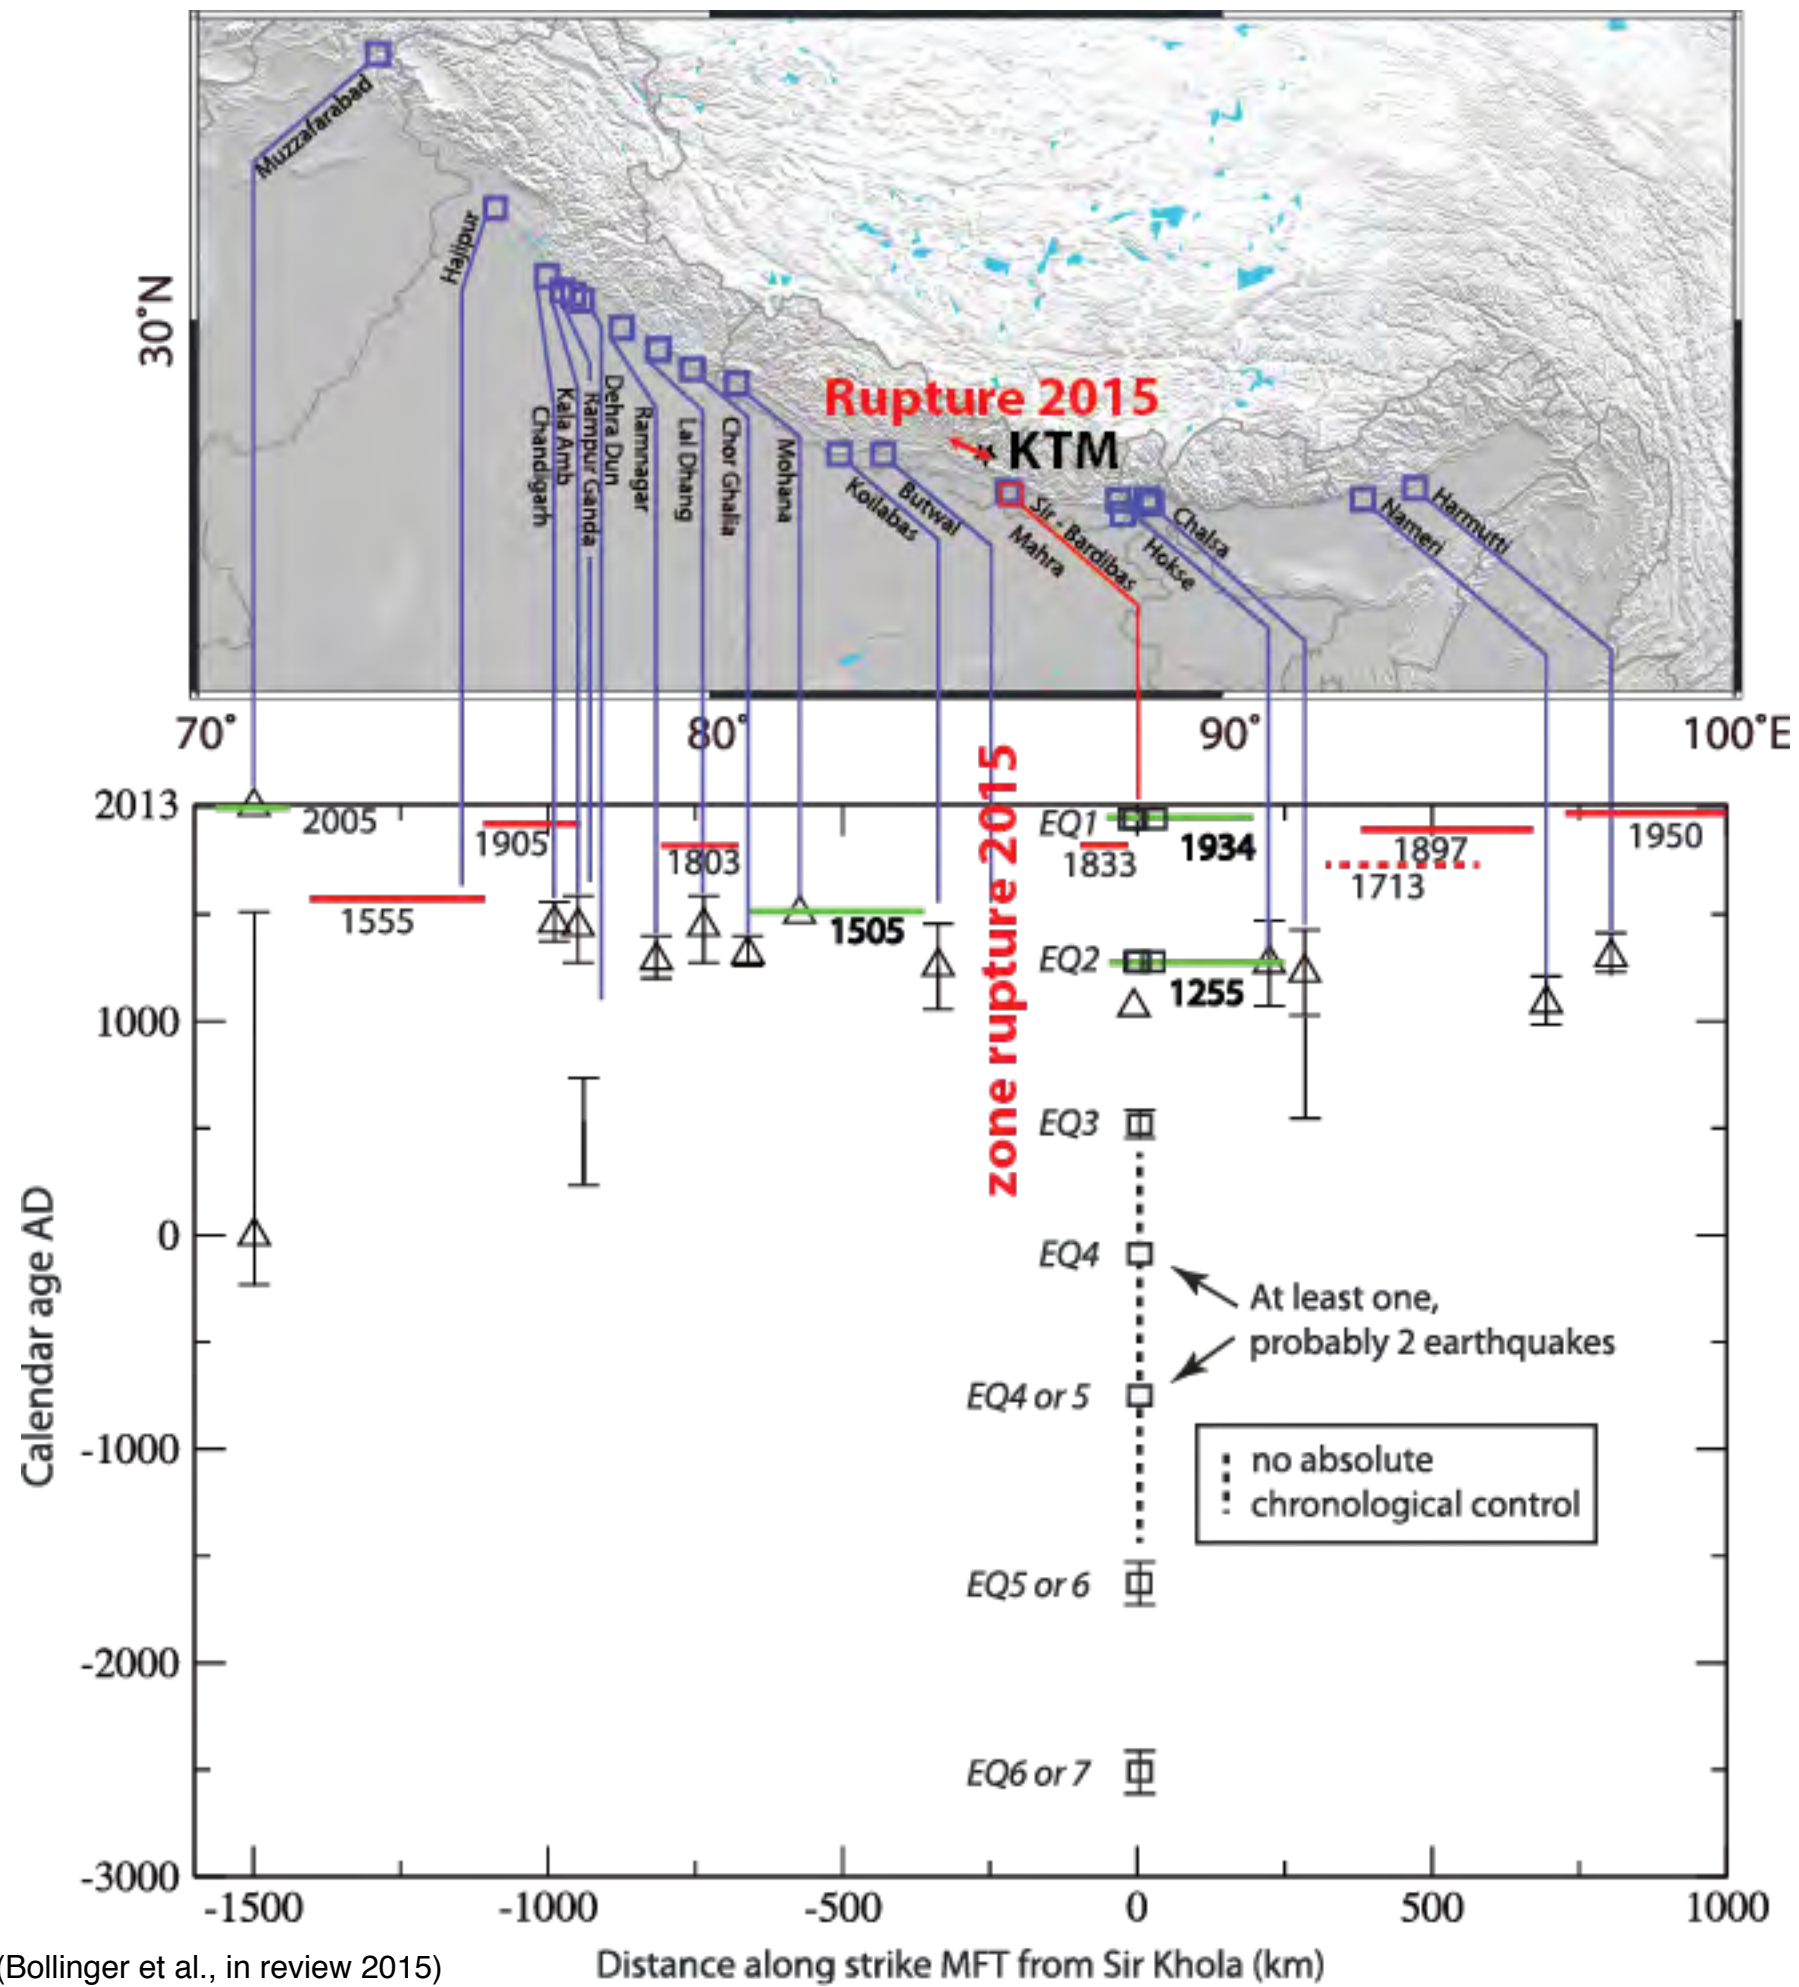 Muzzafarabad
Hajipur
30°N
Chandigarh
Kala Amb
Rampur Ganda
Dehra Dun
Ramnagar
Lal Dhang
Chor Ghalia
Mohana
Koilabas
Butwal
Rupture 2015
KTM
Sir - Bardibas
Mahra
Hokse
Chalsa
Nameri
Harmutti
70°
80°
90°
100°E
zone rupture 2015
2013
2005
1905
1803
EQ1
1833
1934
1897
1713
1950
1555
1505
EQ2
1255
1000
EQ3
0
EQ4
At least one,
probably 2 earthquakes
EQ4 or 5
-1000
no absolute
chronological control
EQ5 or 6
-2000
EQ6 or 7
-3000
Calendar age AD
-1500
-1000
-500
0
500
1000
Distance along strike MFT from Sir Khola (km)
(Bollinger et al., in review 2015)